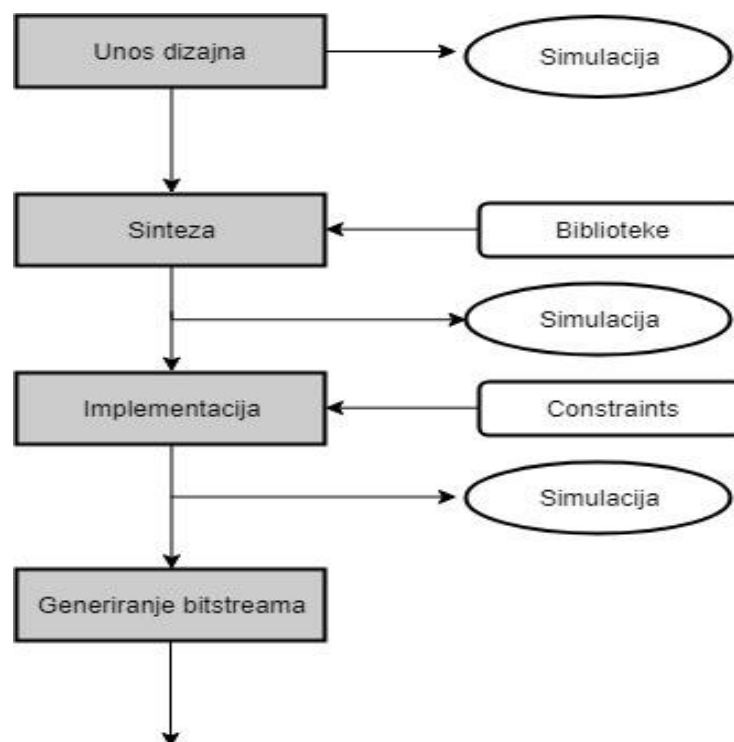 Unos dizajna
Simulacija
Sinteza
Biblioteke
Simulacija
Implementacija
Constraints
Simulacija
Generiranje bitstreama